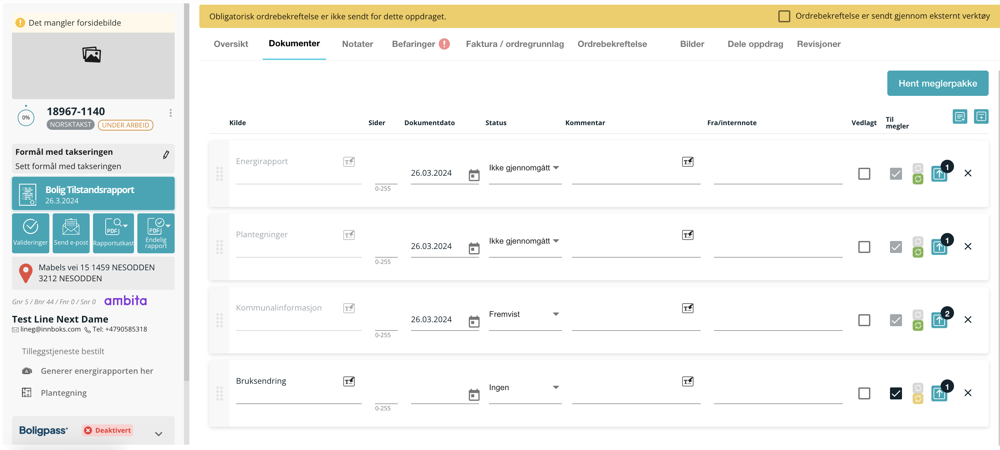 Det mangler forsidebilde
0%
18967-1140
NORSKTAKST
UNDER ARBEID
Formål med takseringen
Sett formål med takseringen
Bolig Tilstandsrapport
26.3.2024
Valideringer
Send e-post
PDF
Rapportutkast
PDF
Endelig
rapport
Mabels vei 15 1459 NESODDEN
3212 NESODDEN
Gnr 5 / Bnr 44 / Fnr 0 / Snr 0
ambita
Test Line Next Dame
lineg@innboks.com Tel: +4790585318
Tilleggstjeneste bestilt
A Generer energirapporten her
Plantegning
Boligpass®
Deaktivert
Obligatorisk ordrebekreftelse er ikke sendt for dette oppdraget.
Ordrebekreftelse er sendt gjennom eksternt verktøy
Oversikt
Dokumenter
Notater
Befaringer !
Faktura / ordregrunnlag
Ordrebekreftelse
Bilder
Dele oppdrag
Revisjoner
Hent meglerpakke
Kilde
Sider
Dokumentdato
Status
Kommentar
Fra/internnote
Vedlagt
Til
megler
Energirapport
T...
0-255
26.03.2024
Ikke gjennomgått
T...
1
Plantegninger
T...
0-255
26.03.2024
Ikke gjennomgått
T...
1
Kommunalinformasjon
T...
0-255
26.03.2024
Fremvist
T...
2
Bruksendring
T...
0-255
Ingen
T...
1